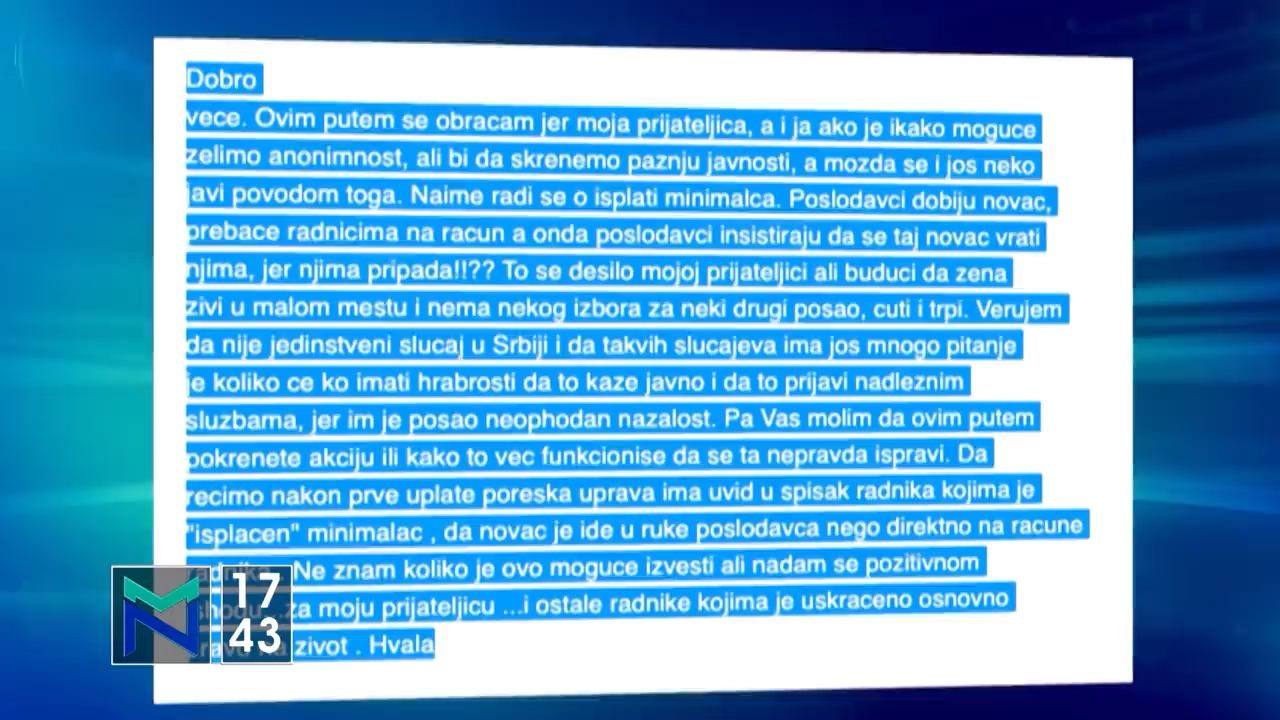 Dobro
vece. Ovim putem se obracam jer moja prijateljica, a i ja ako je ikako moguce
zelimo anonimnost, ali bi da skrenemo paznju javnosti, a mozda se i jos neko
javi povodom toga. Naime radi se o isplati minimalca. Poslodavci dobiju novac,
prebace radnicima na racun a onda poslodavci insistiraju da se taj novac vrati
njima, jer njima pripada!!?? To se desilo mojoj prijateljici ali buduci da zena
zivi u malom mestu i nema nekog izbora za neki drugi posao, cuti i trpi. Verujem
da nije jedinstveni slucaj u Srbiji i da takvih slucajeva ima jos mnogo pitanje
je koliko ce ko imati hrabrosti da to kaze javno i da to prijavi nadleznim
sluzbama, jer im je posao neophodan nazalost. Pa Vas molim da ovim putem
pokrenete akciju ili kako to vec funkcionise da se ta nepravda ispravi. Da
recimo nakon prve uplate poreska uprava ima uvid u spisak radnika kojima je
"isplacen" minimalac , da novac je ide u ruke poslodavca nego direktno na racune
radnika . Ne znam koliko je ovo moguce izvesti ali nadam se pozitivnom
ishodu...za moju prijateljicu ...i ostale radnike kojima je uskraceno osnovno
pravo na zivot . Hvala
17
43